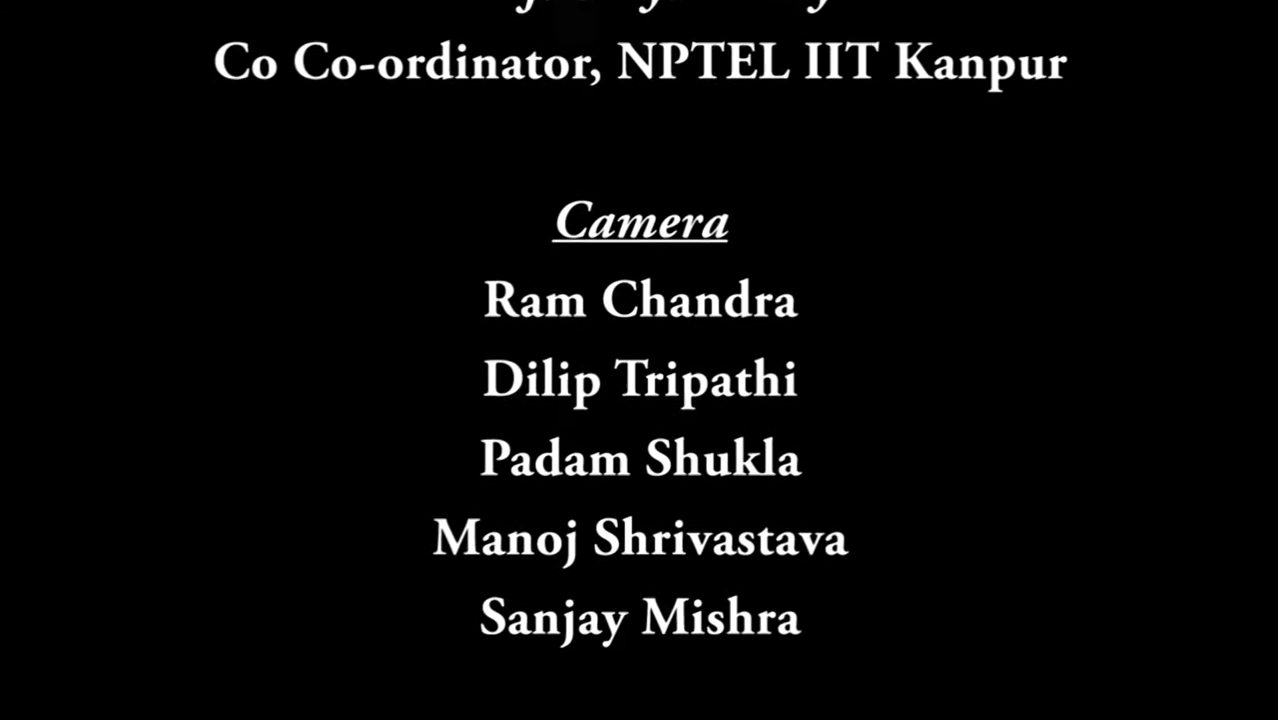 Co Co-ordinator, NPTEL IIT Kanpur
Camera
Ram Chandra
Dilip Tripathi
Padam Shukla
Manoj Shrivastava
Sanjay Mishra